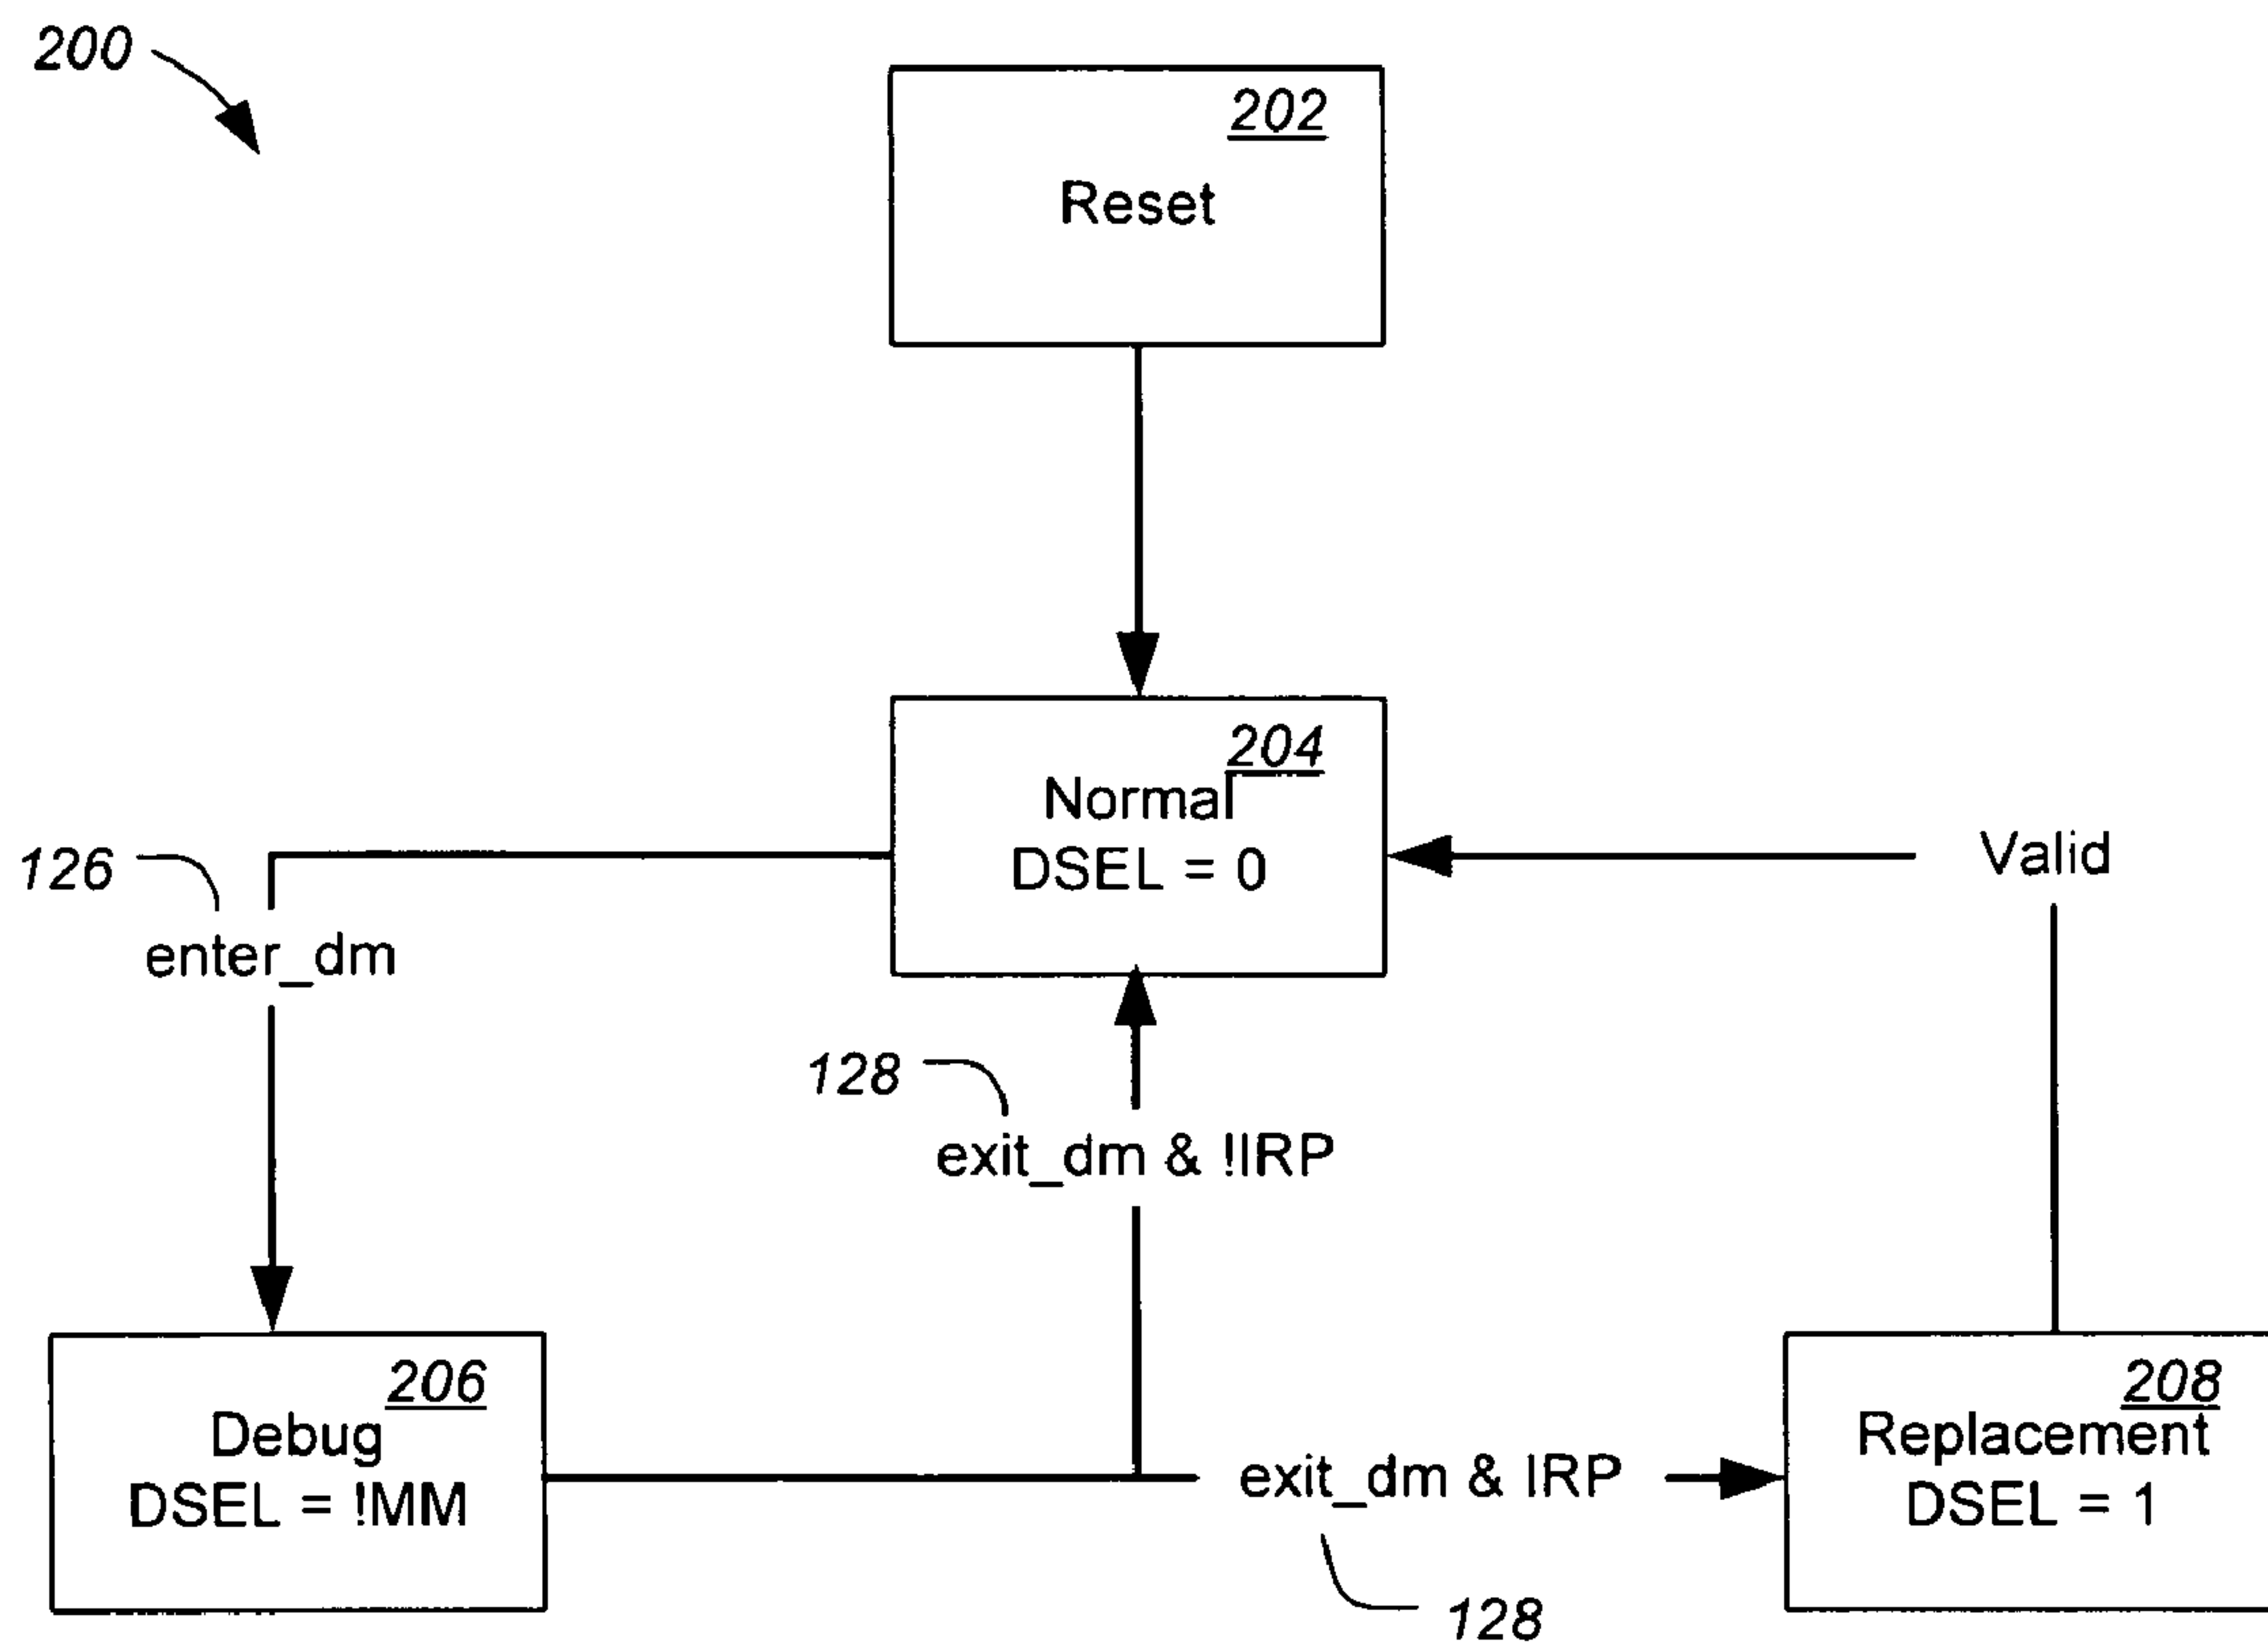 200
202
Reset
204
Normal
DSEL = 0
Valid
126
enter_dm
128
exit_dm & !IRP
206
Debug
DSEL = !MM
exit_dm & IRP
128
208
Replacement
DSEL = 1